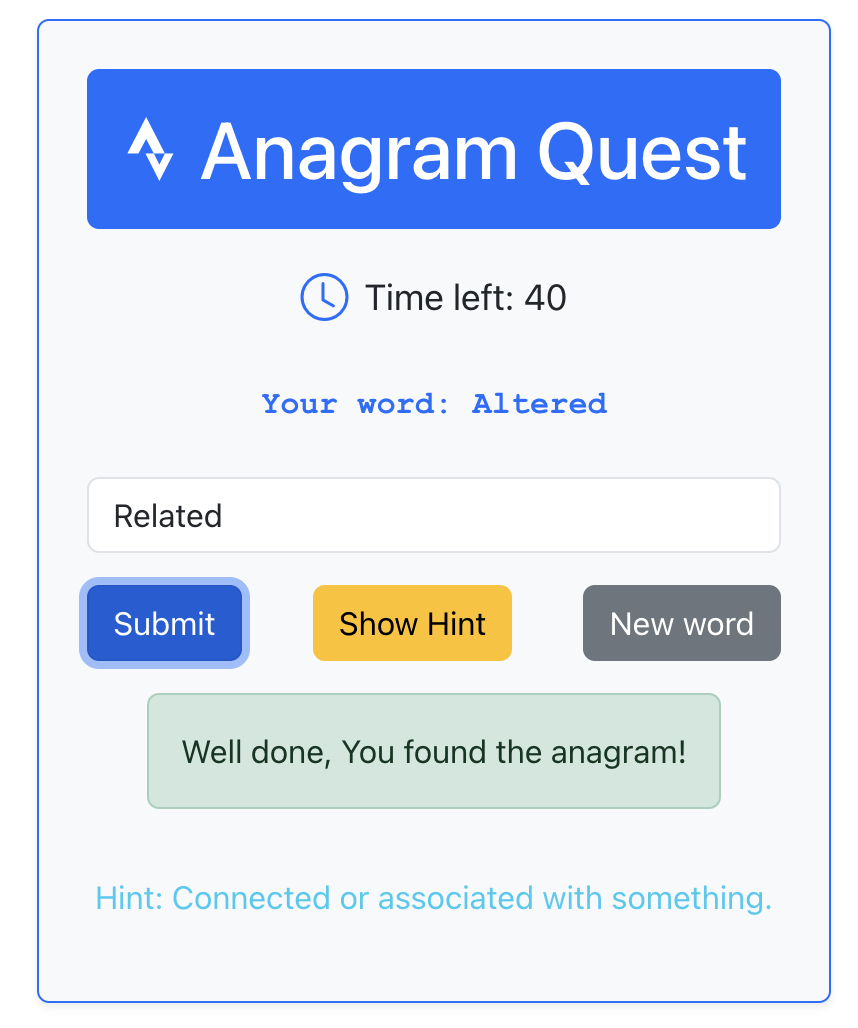 Anagram Quest
Time left: 40
Your word: Altered
Related
Submit Show Hint New word
Well done, You found the anagram!
Hint: Connected or associated with something.